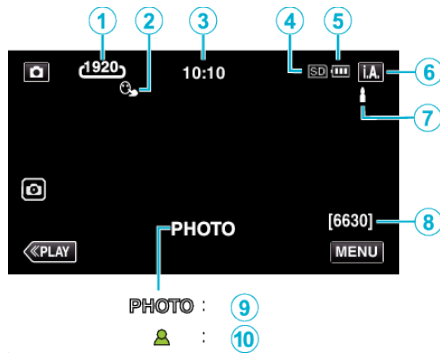 1 2 3 4 5
1920 10:10 SD i.A. 6
7
[6630] 8
PHOTO
≪PLAY MENU
PHOTO : 9
: 10